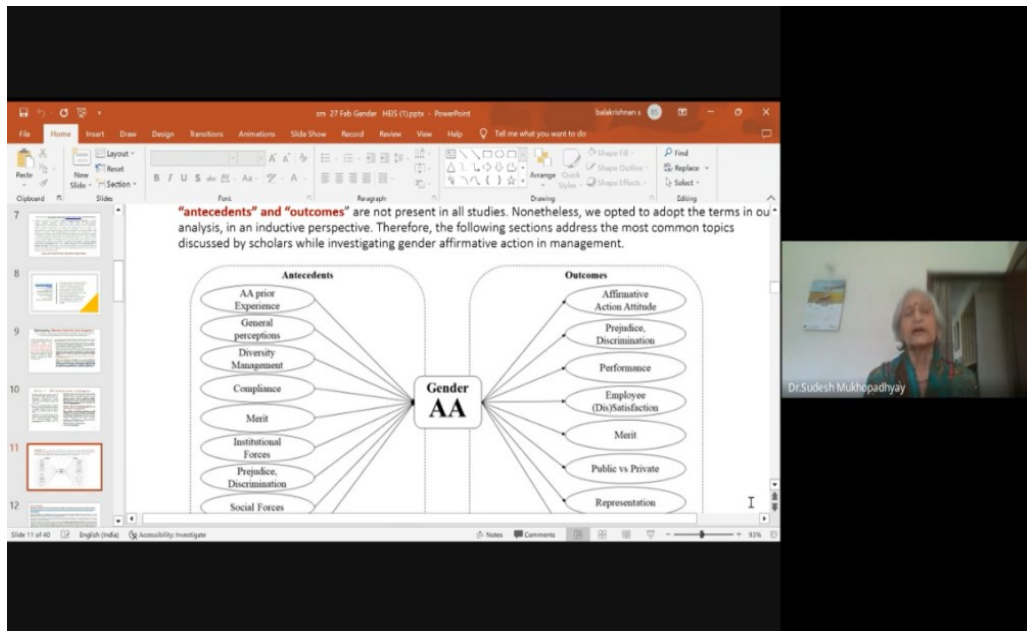 sm 27 Feb Gender HEIS (1).pptx - PowerPoint
balakrishnan s
File Home Insert Draw Design Transitions Animations Slide Show Record Review View Help Tell me what you want to do
Paste
New
Slide
Layout
Reset
Section
B I U S
Aa
A
Arrange
Quick
Styles
Shape Fill
Shape Outline
Shape Effects
Find
Replace
Select
Clipboard Slides Font Paragraph Drawing Editing
7
8
9
10
11
12
“antecedents” and “outcomes” are not present in all studies. Nonetheless, we opted to adopt the terms in ou
analysis, in an inductive perspective. Therefore, the following sections address the most common topics
discussed by scholars while investigating gender affirmative action in management.
Antecedents
AA prior
Experience
General
perceptions
Diversity
Management
Compliance
Merit
Institutional
Forces
Prejudice,
Discrimination
Social Forces
Gender
AA
Outcomes
Affirmative
Action Attitude
Prejudice,
Discrimination
Performance
Employee
(Dis)Satisfaction
Merit
Public vs Private
Representation
Slide 11 of 40 English (India) Accessibility: Investigate
Notes Comments 93%
Dr.Sudesh Mukhopadhyay